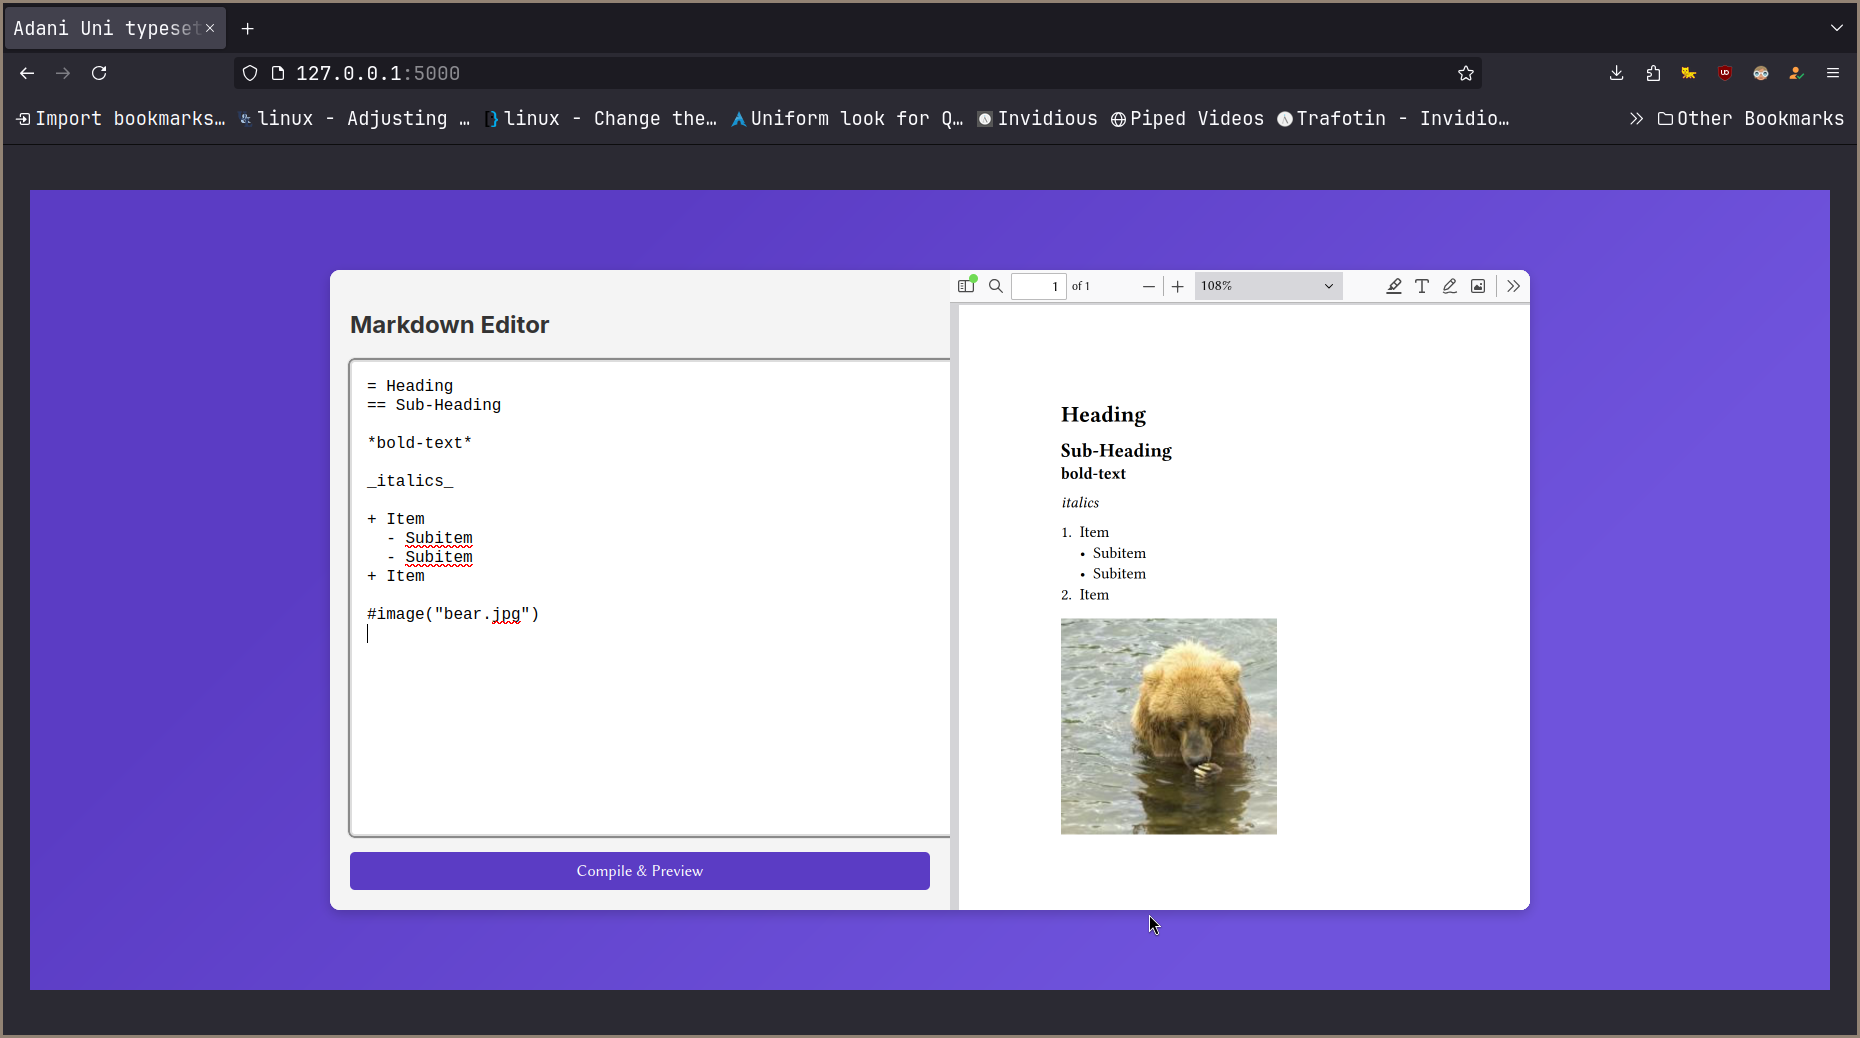 Adani Uni typeset
127.0.0.1:5000
Import bookmarks… linux - Adjusting … linux - Change the… Uniform look for Q… Invidious Piped Videos Trafotin - Invidio… Other Bookmarks
Markdown Editor
= Heading
== Sub-Heading
*bold-text*
_italics_
+ Item
- Subitem
- Subitem
+ Item
#image("bear.jpg")
Compile & Preview
1 of 1 108%
Heading
Sub-Heading
bold-text
italics
1. Item
• Subitem
• Subitem
2. Item